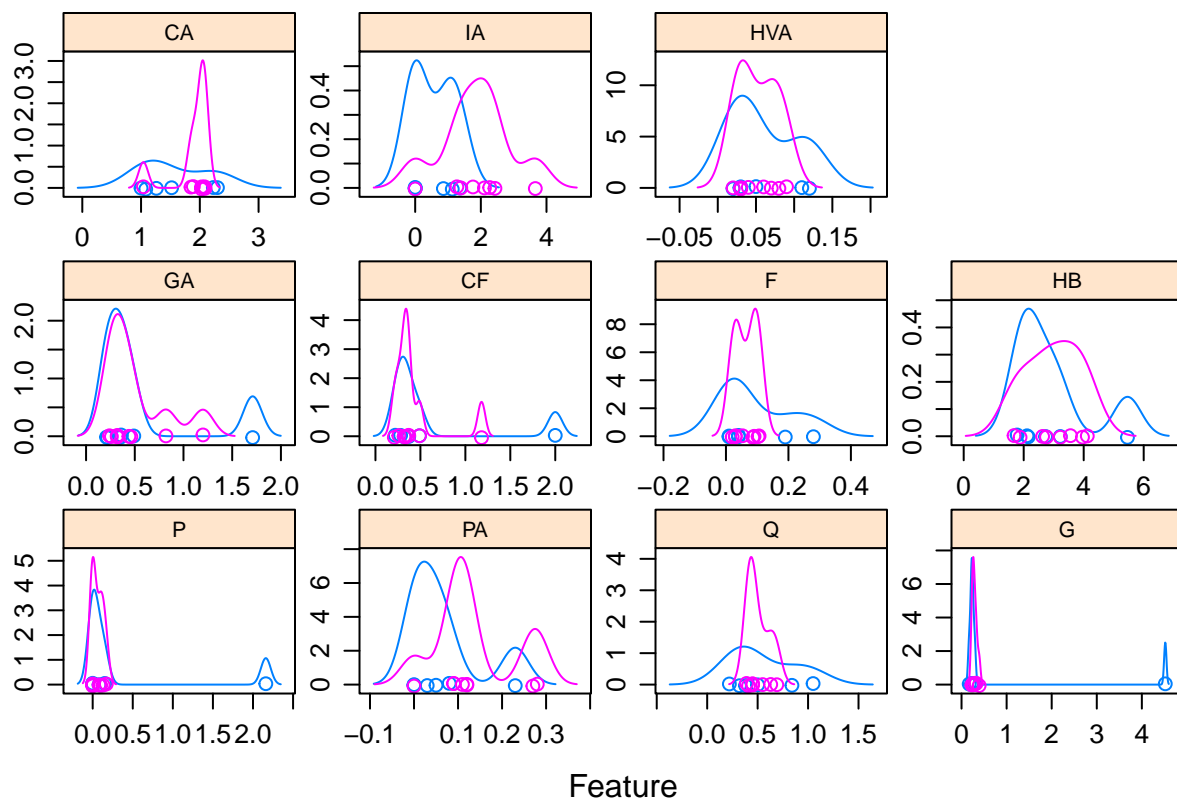 CA
0.0 1.0 2.0 3.0
0 1 2 3
IA
0.0 0.2 0.4
0 2 4
HVA
0 5 10
−0.05 0.05 0.15
GA
0.0 1.0 2.0
0.0 0.5 1.0 1.5 2.0
CF
0 1 2 3 4
0.0 0.5 1.0 1.5 2.0
F
0 2 4 6 8
−0.2 0.0 0.2 0.4
HB
0.0 0.2 0.4
0 2 4 6
P
0 1 2 3 4 5
0.0 0.5 1.0 1.5 2.0
PA
0 2 4 6
−0.1 0.1 0.3
Q
0 1 2 3 4
0.0 0.5 1.0 1.5
G
0 2 4 6
0 1 2 3 4
Feature